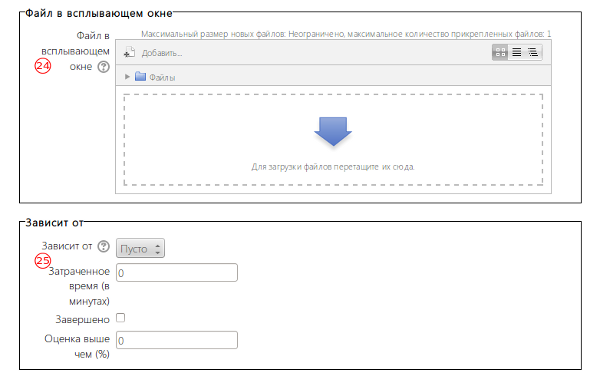 Файл в всплывающем окне
Максимальный размер новых файлов: Неограничено, максимальное количество прикрепленных файлов: 1
Файл в
всплывающем
окне
24
?
Добавить...
Файлы
Для загрузки файлов перетащите их сюда.
Зависит от
Зависит от
?
Пусто
25
Затраченное
время (в
минутах)
0
Завершено
Оценка выше
чем (%)
0